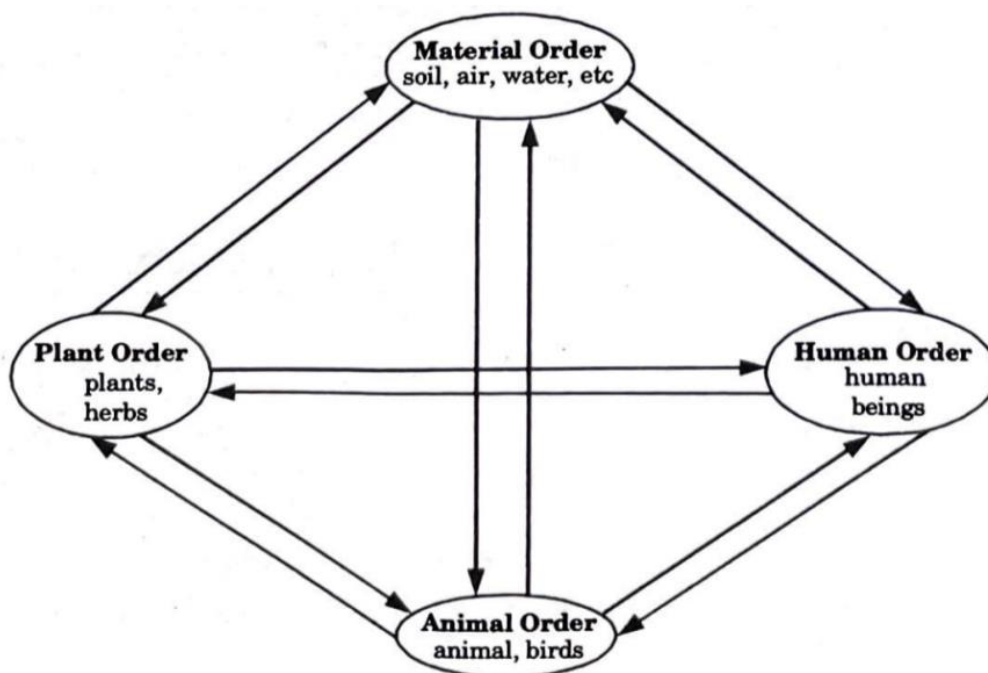 Material Order
soil, air, water, etc
Plant Order
plants,
herbs
Human Order
human
beings
Animal Order
animal, birds